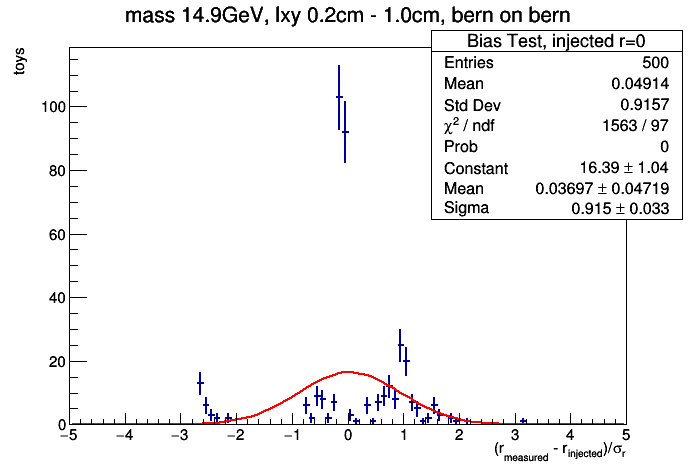 mass 14.9GeV, lxy 0.2cm - 1.0cm, bern on bern
toys
Bias Test, injected r=0
Entries 500
Mean 0.04914
Std Dev 0.9157
χ² / ndf 1563 / 97
Prob 0
Constant 16.39 ± 1.04
Mean 0.03697 ± 0.04719
Sigma 0.915 ± 0.033
100
80
60
40
20
0
−5 −4 −3 −2 −1 0 1 2 3 4 5
(r_measured - r_injected)/σ_r